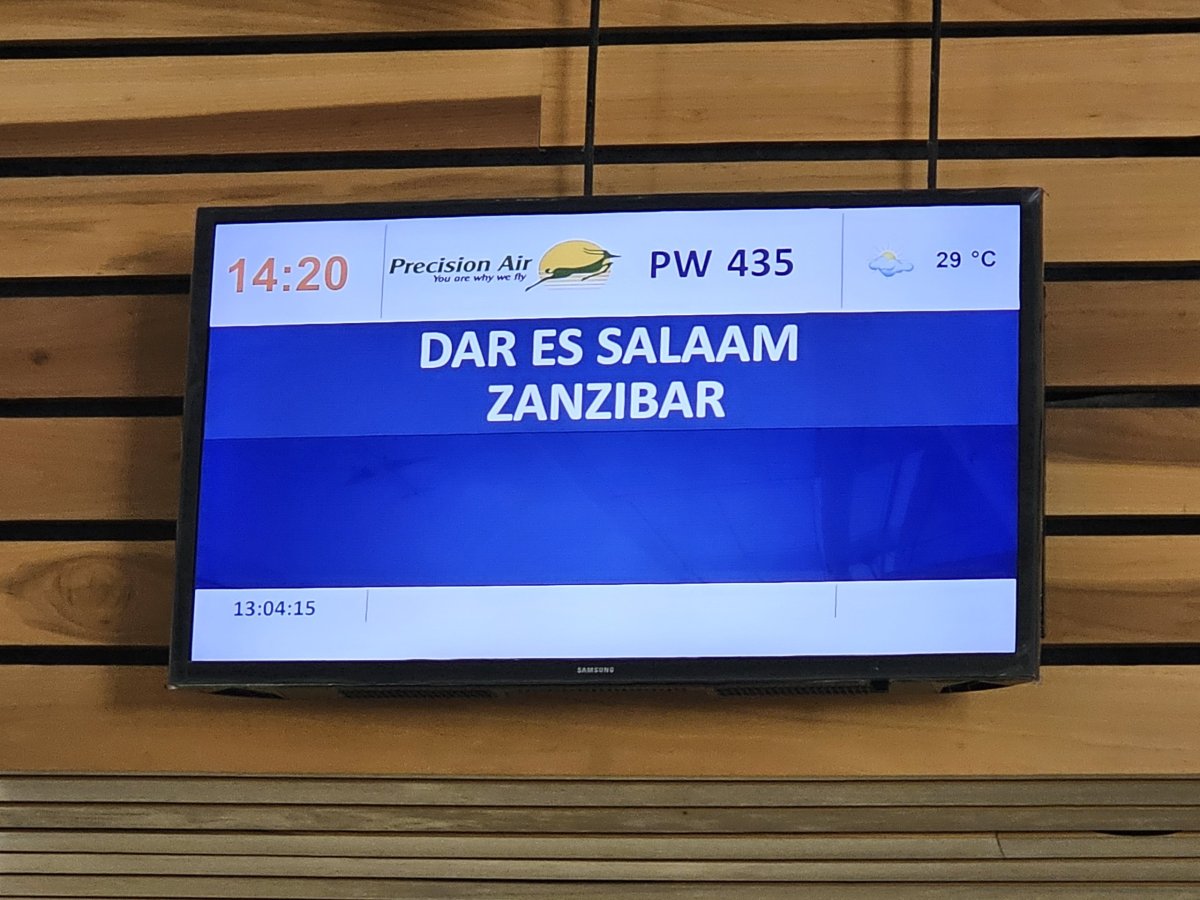 14:20
Precision Air
You are why we fly
PW 435
29 °C
DAR ES SALAAM
ZANZIBAR
13:04:15
SAMSUNG